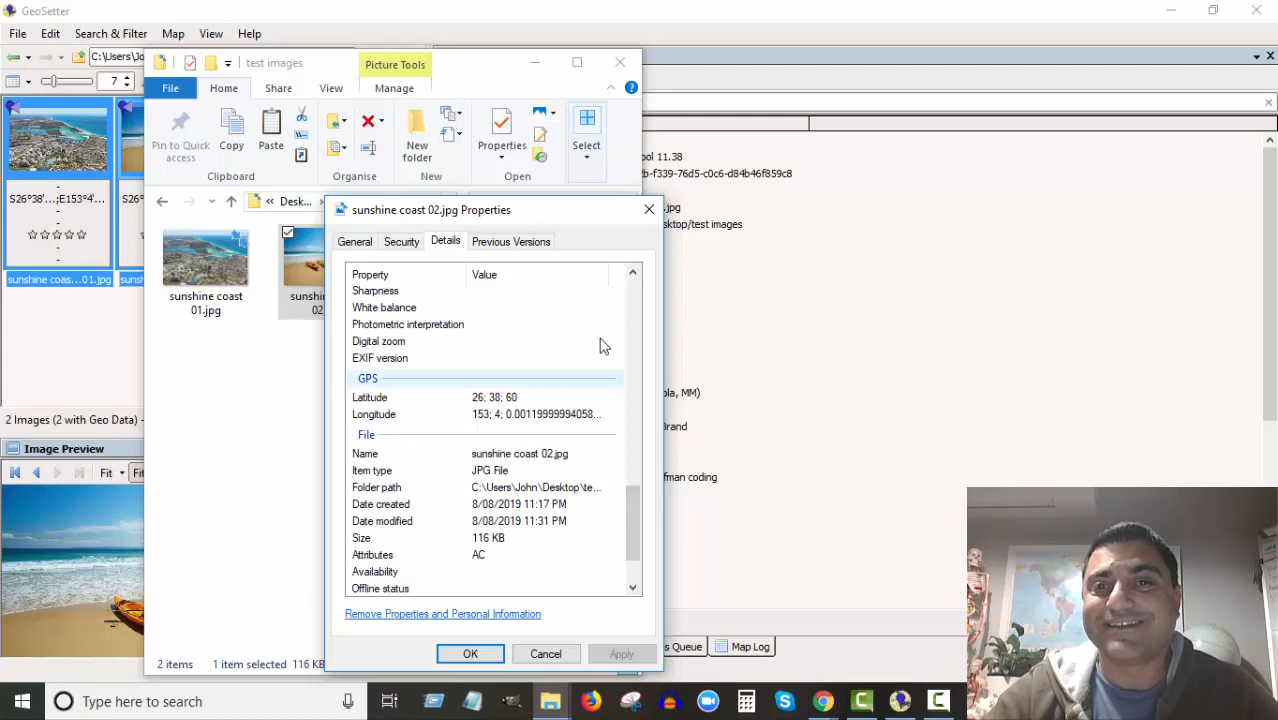 GeoSetter
File Edit Search & Filter Map View Help
C:\Users\Jo
7
test images
Picture Tools
File Home Share View Manage
Pin to Quick access
Copy
Paste
Clipboard
Organise
New folder
New
Properties
Open
Select
« Desk...
S26°38'...;E153°4'...
sunshine coas...01.jpg
sunshine coast 01.jpg
2 Images (2 with Geo Data)
Image Preview
Fit
2 items 1 item selected 116 KB
sunshine coast 02.jpg Properties
General Security Details Previous Versions
Property Value
Sharpness
White balance
Photometric interpretation
Digital zoom
EXIF version
GPS
Latitude 26; 38; 60
Longitude 153; 4; 0.00119999994058...
File
Name sunshine coast 02.jpg
Item type JPG File
Folder path C:\Users\John\Desktop\te...
Date created 8/08/2019 11:17 PM
Date modified 8/08/2019 11:31 PM
Size 116 KB
Attributes AC
Availability
Offline status
Remove Properties and Personal Information
OK Cancel Apply
ool 11.38
b-f339-76d5-c0c6-d84b46f859c8
.jpg
sktop/test images
ola, MM)
Brand
fman coding
s Queue Map Log
Type here to search